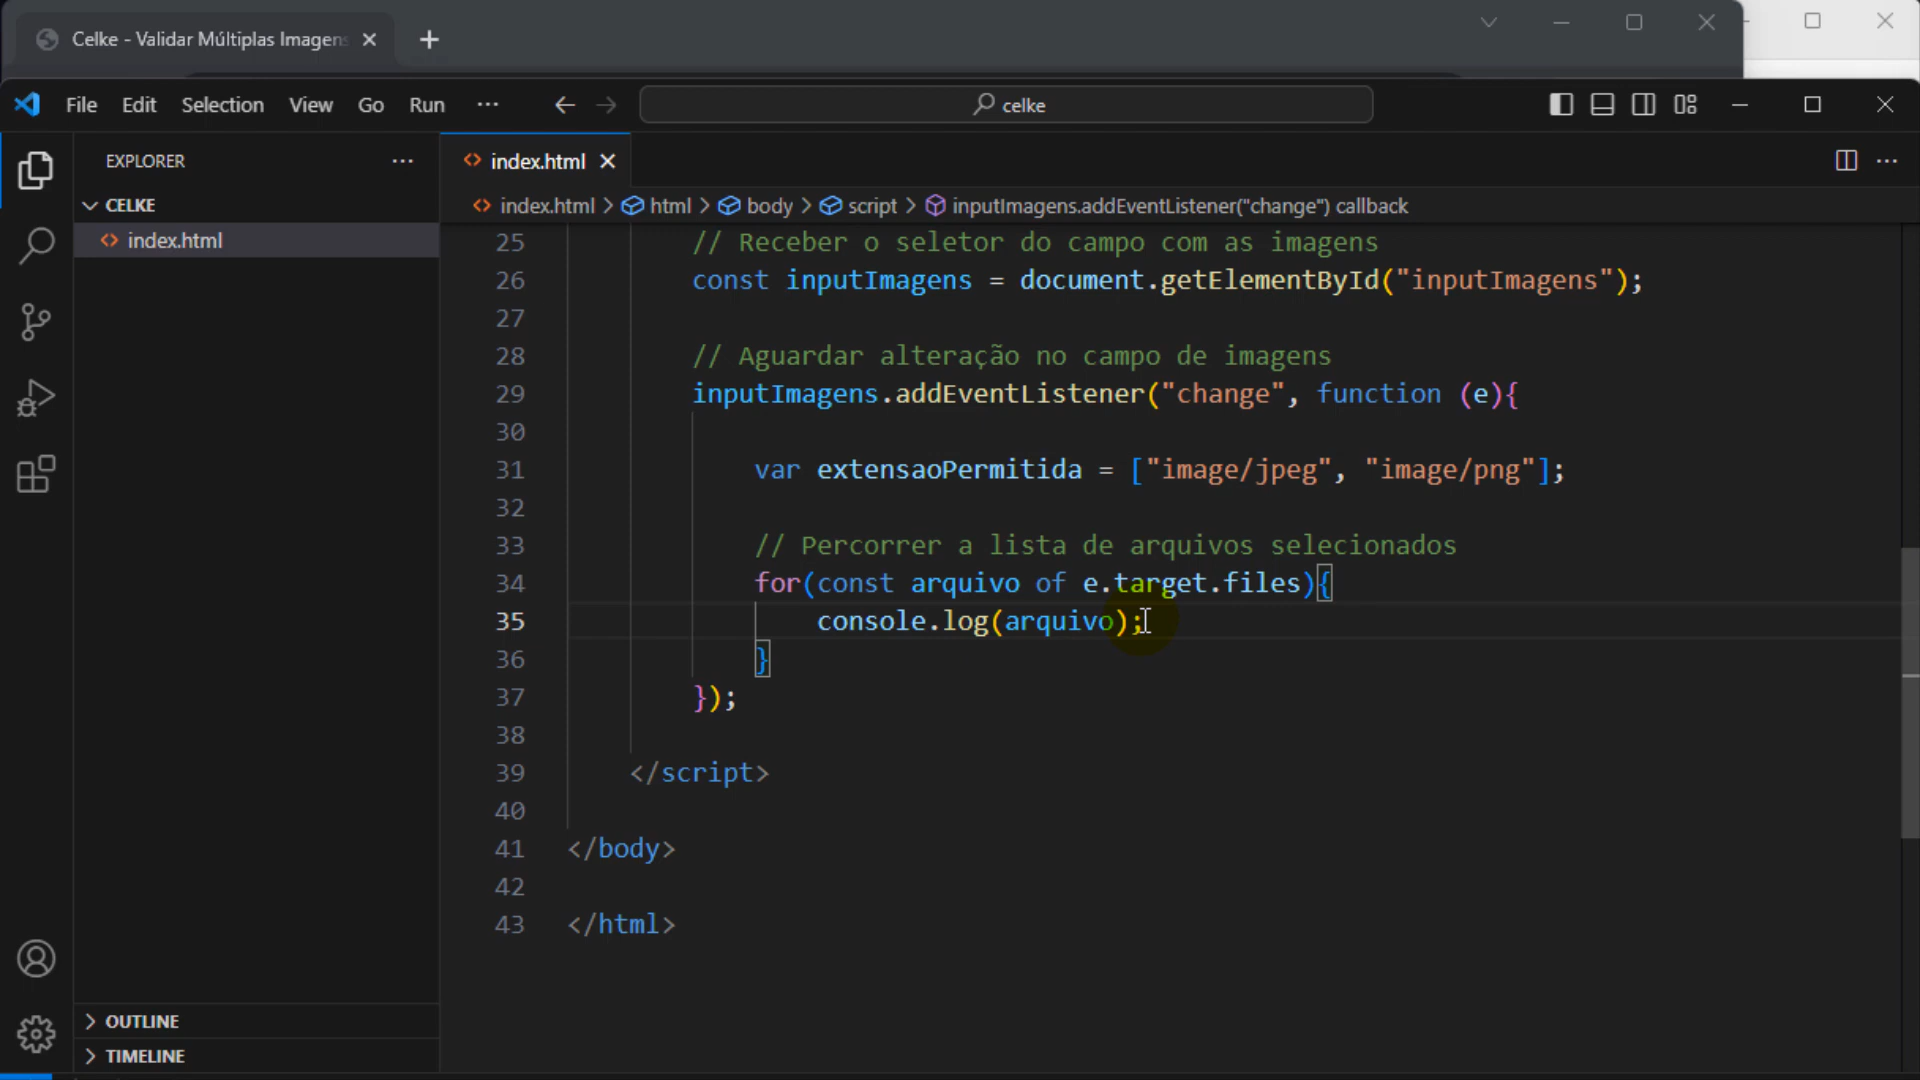 Celke - Validar Múltiplas Imagens
File Edit Selection View Go Run ···
celke
EXPLORER
CELKE
index.html
OUTLINE
TIMELINE
index.html
index.html > html > body > script > inputImagens.addEventListener("change") callback
25 // Receber o seletor do campo com as imagens
26 const inputImagens = document.getElementById("inputImagens");
27
28 // Aguardar alteração no campo de imagens
29 inputImagens.addEventListener("change", function (e){
30
31 var extensaoPermitida = ["image/jpeg", "image/png"];
32
33 // Percorrer a lista de arquivos selecionados
34 for(const arquivo of e.target.files){
35 console.log(arquivo);
36 }
37 });
38
39 </script>
40
41 </body>
42
43 </html>